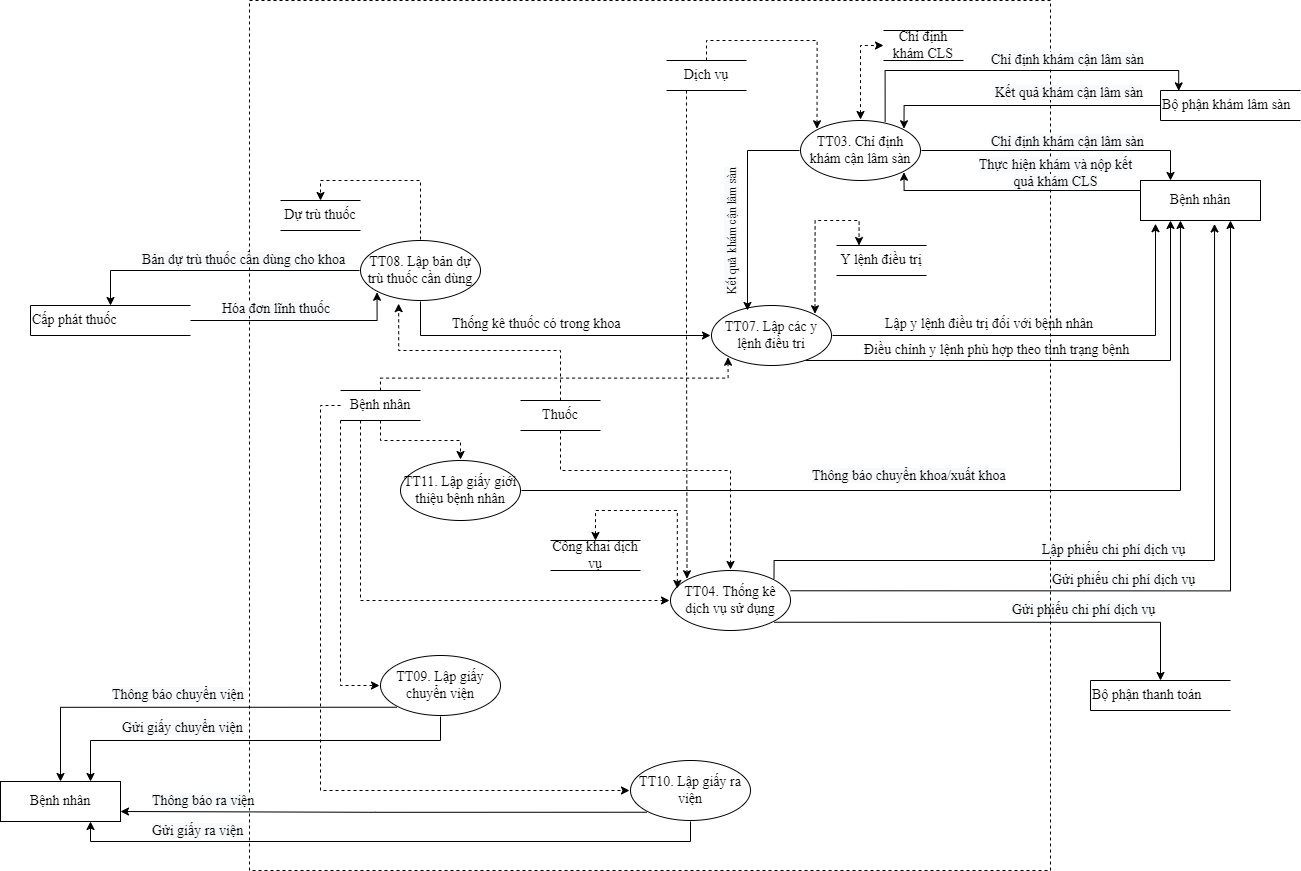 Chỉ định
khám CLS
Dịch vụ
Chỉ định khám cận lâm sàn
Kết quả khám cận lâm sàn
Bộ phận khám lâm sàn
TT03. Chỉ định
khám cận lâm sàn
Chỉ định khám cận lâm sàn
Thực hiện khám và nộp kết
quả khám CLS
Bệnh nhân
Kết quả khám cận lâm sàn
Dự trù thuốc
Bản dự trù thuốc cần dùng cho khoa
TT08. Lập bản dự
trù thuốc cần dùng
Y lệnh điều trị
Hóa đơn lĩnh thuốc
Cấp phát thuốc
Thống kê thuốc có trong khoa
TT07. Lập các y
lệnh điều trị
Lập y lệnh điều trị đối với bệnh nhân
Điều chỉnh y lệnh phù hợp theo tình trạng bệnh
Bệnh nhân
Thuốc
TT11. Lập giấy giới
thiệu bệnh nhân
Thông báo chuyển khoa/xuất khoa
Công khai dịch
vụ
Lập phiếu chi phí dịch vụ
TT04. Thống kê
dịch vụ sử dụng
Gửi phiếu chi phí dịch vụ
Gửi phiếu chi phí dịch vụ
TT09. Lập giấy
chuyển viện
Thông báo chuyển viện
Bộ phận thanh toán
Gửi giấy chuyển viện
TT10. Lập giấy ra
viện
Bệnh nhân
Thông báo ra viện
Gửi giấy ra viện